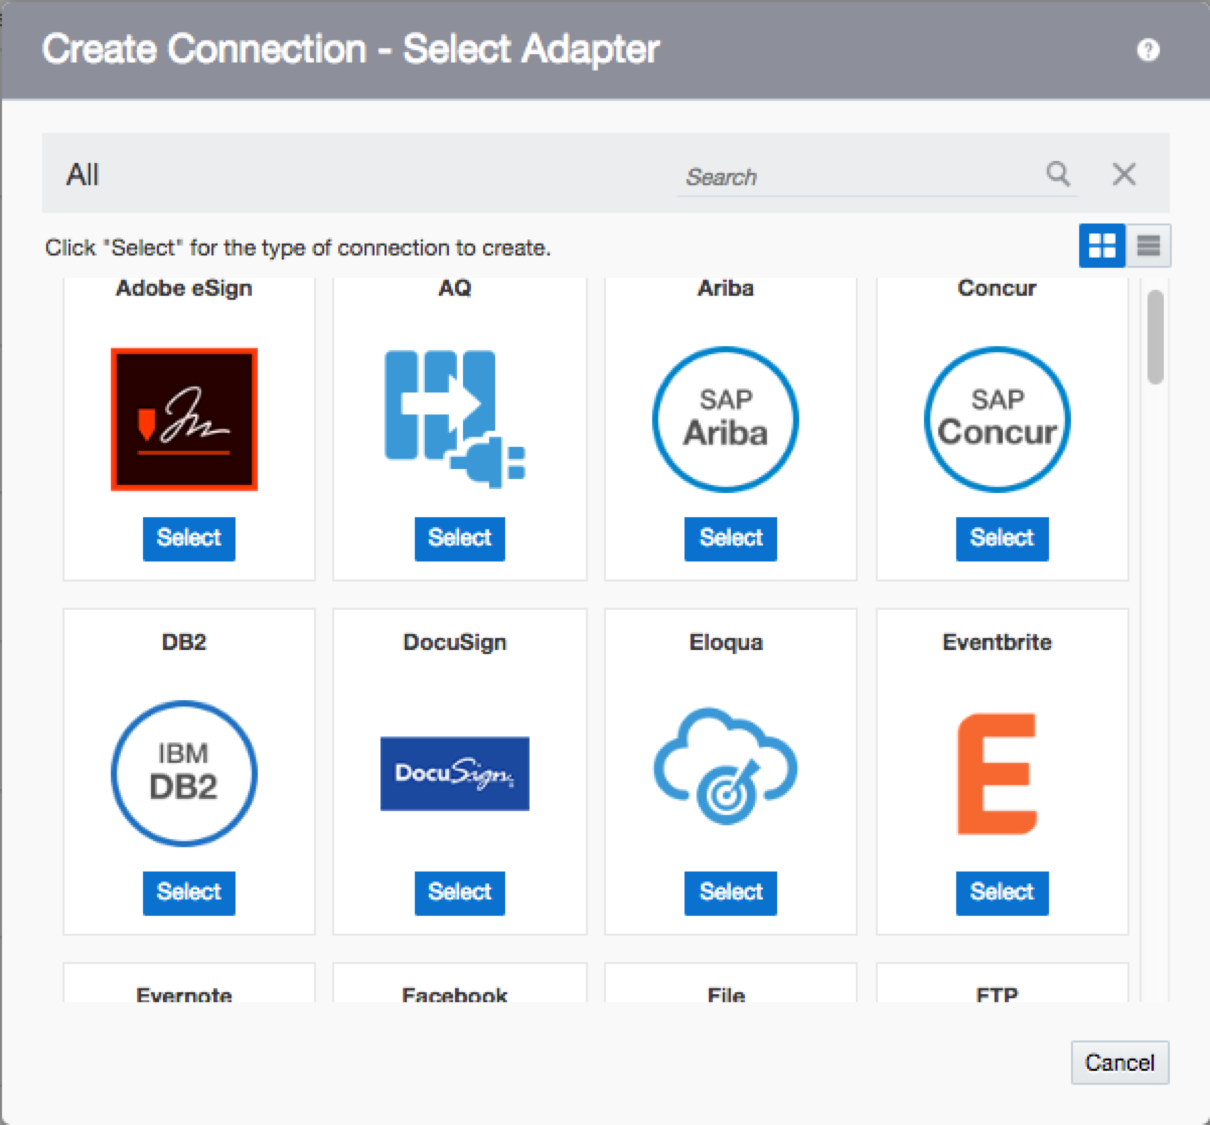 Create Connection - Select Adapter
?
All
Search
Click "Select" for the type of connection to create.
Adobe eSign AQ Ariba Concur
SAP Ariba SAP Concur
Select Select Select Select
DB2 DocuSign Eloqua Eventbrite
IBM DB2 DocuSign E
Select Select Select Select
Evernote Facebook File FTP
Cancel